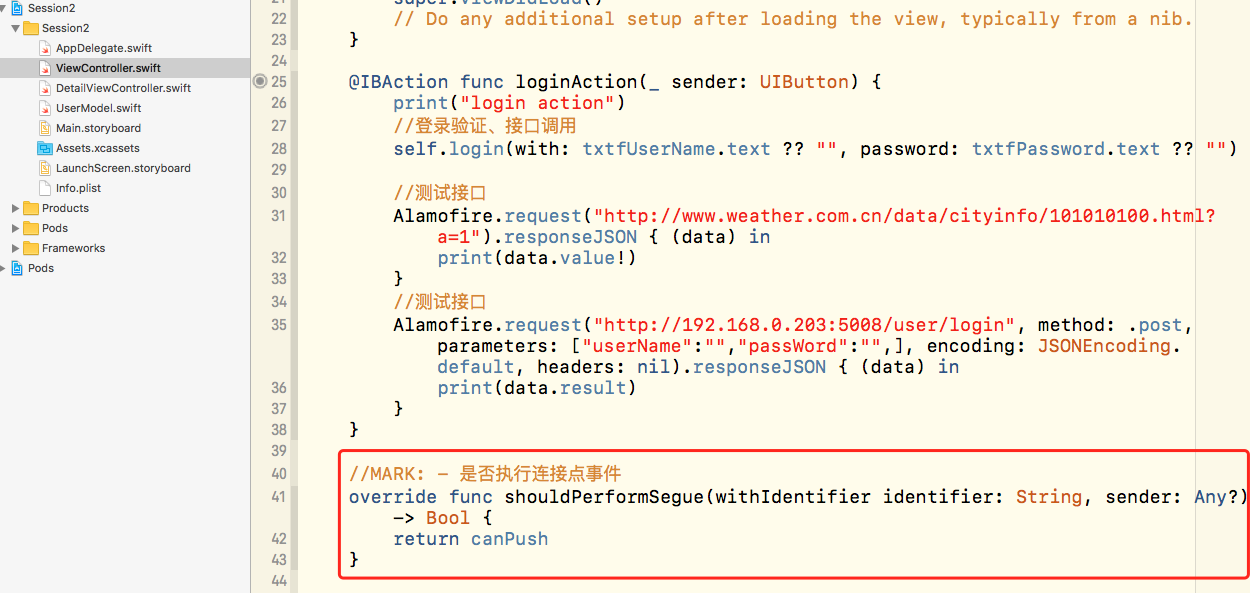 Session2
Session2
AppDelegate.swift
ViewController.swift
DetailViewController.swift
UserModel.swift
Main.storyboard
Assets.xcassets
LaunchScreen.storyboard
Info.plist
Products
Pods
Frameworks
Pods
super.viewDidLoad()
22 // Do any additional setup after loading the view, typically from a nib.
23 }
24
25 @IBAction func loginAction(_ sender: UIButton) {
26 print("login action")
27 //登录验证、接口调用
28 self.login(with: txtfUserName.text ?? "", password: txtfPassword.text ?? "")
29
30 //测试接口
31 Alamofire.request("http://www.weather.com.cn/data/cityinfo/101010100.html?
a=1").responseJSON { (data) in
32 print(data.value!)
33 }
34 //测试接口
35 Alamofire.request("http://192.168.0.203:5008/user/login", method: .post,
parameters: ["userName":"","passWord":"",], encoding: JSONEncoding.
default, headers: nil).responseJSON { (data) in
36 print(data.result)
37 }
38 }
39
40 //MARK: - 是否执行连接点事件
41 override func shouldPerformSegue(withIdentifier identifier: String, sender: Any?)
-> Bool {
42 return canPush
43 }
44